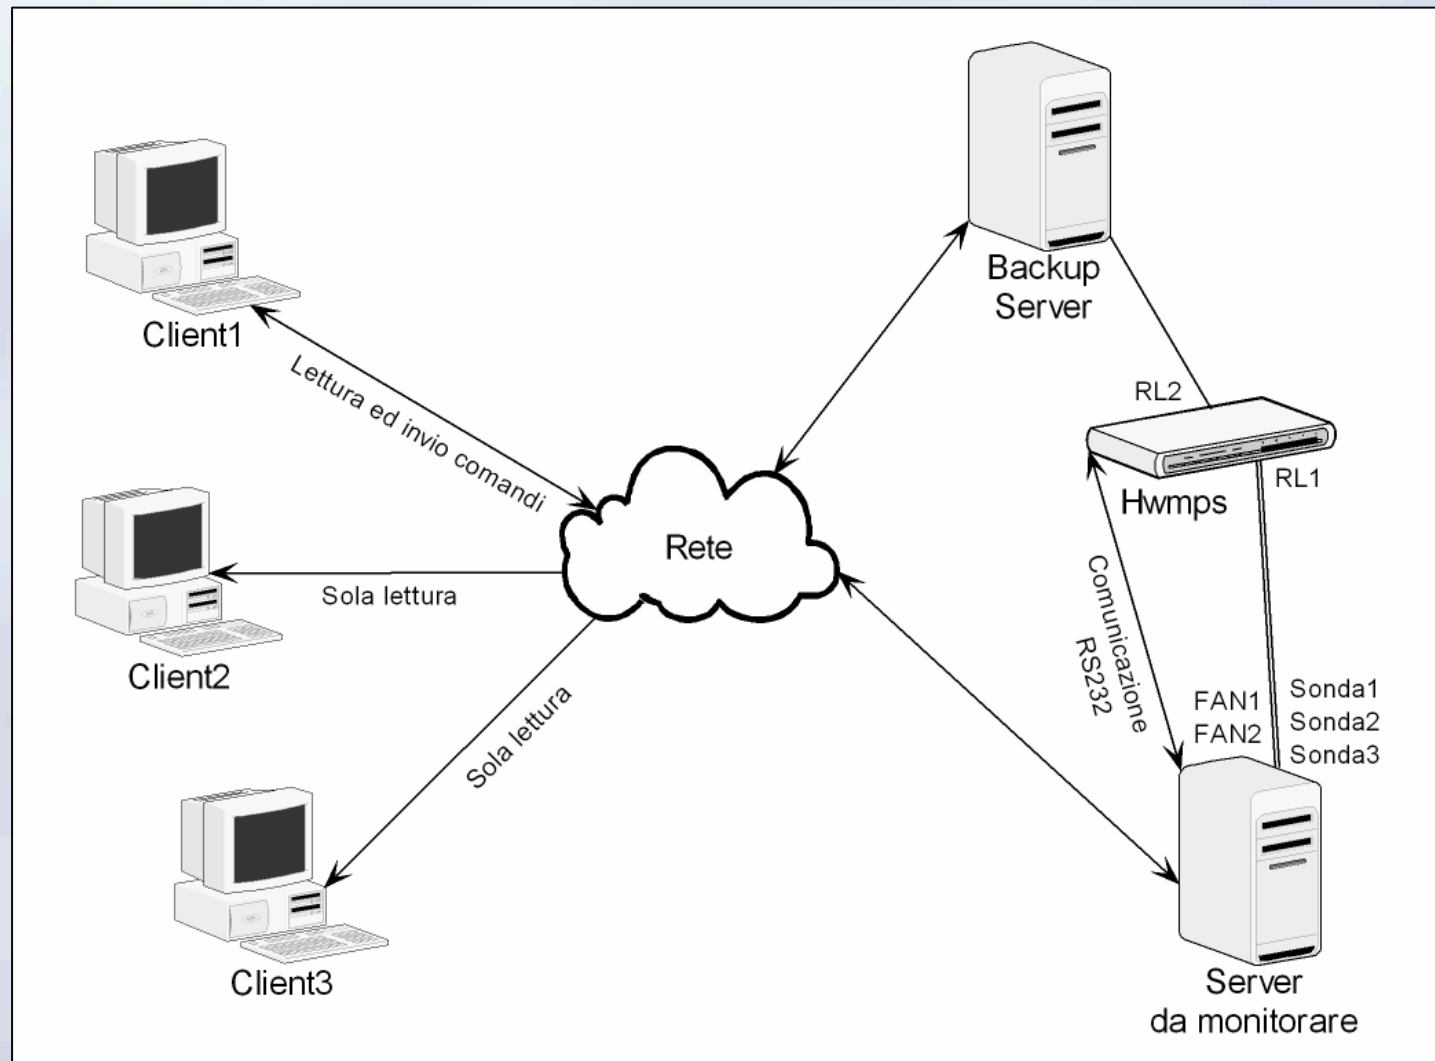 Client1
Lettura ed invio comandi
Client2
Sola lettura
Client3
Sola lettura
Rete
Backup
Server
RL2
RL1
Hwmps
Comunicazione
RS232
FAN1
FAN2
Sonda1
Sonda2
Sonda3
Server
da monitorare